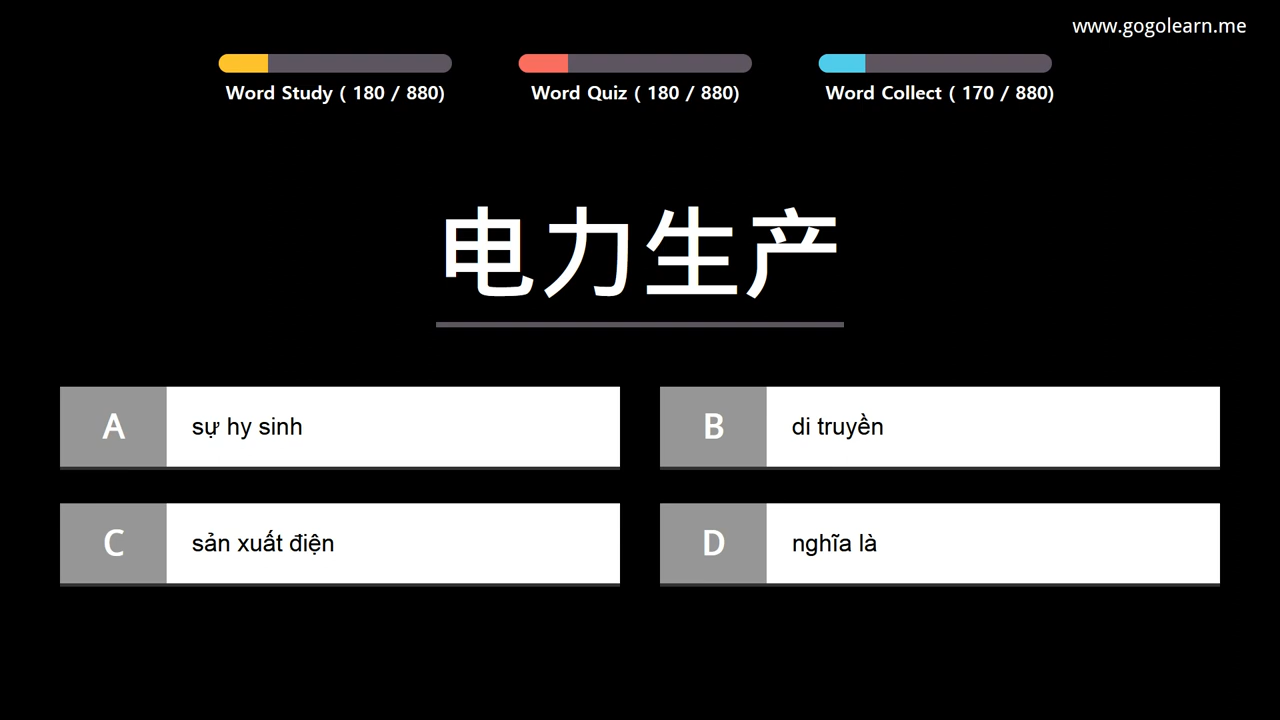 www.gogolearn.me
Word Study ( 180 / 880)
Word Quiz ( 180 / 880)
Word Collect ( 170 / 880)
电力生产
A
sự hy sinh
B
di truyền
C
sản xuất điện
D
nghĩa là